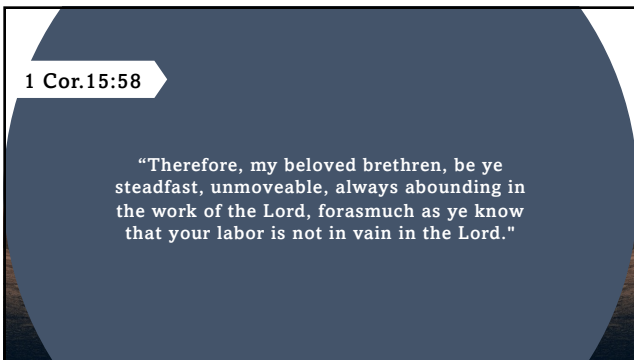 1 Cor.15:58
“Therefore, my beloved brethren, be ye
steadfast, unmoveable, always abounding in
the work of the Lord, forasmuch as ye know
that your labor is not in vain in the Lord."